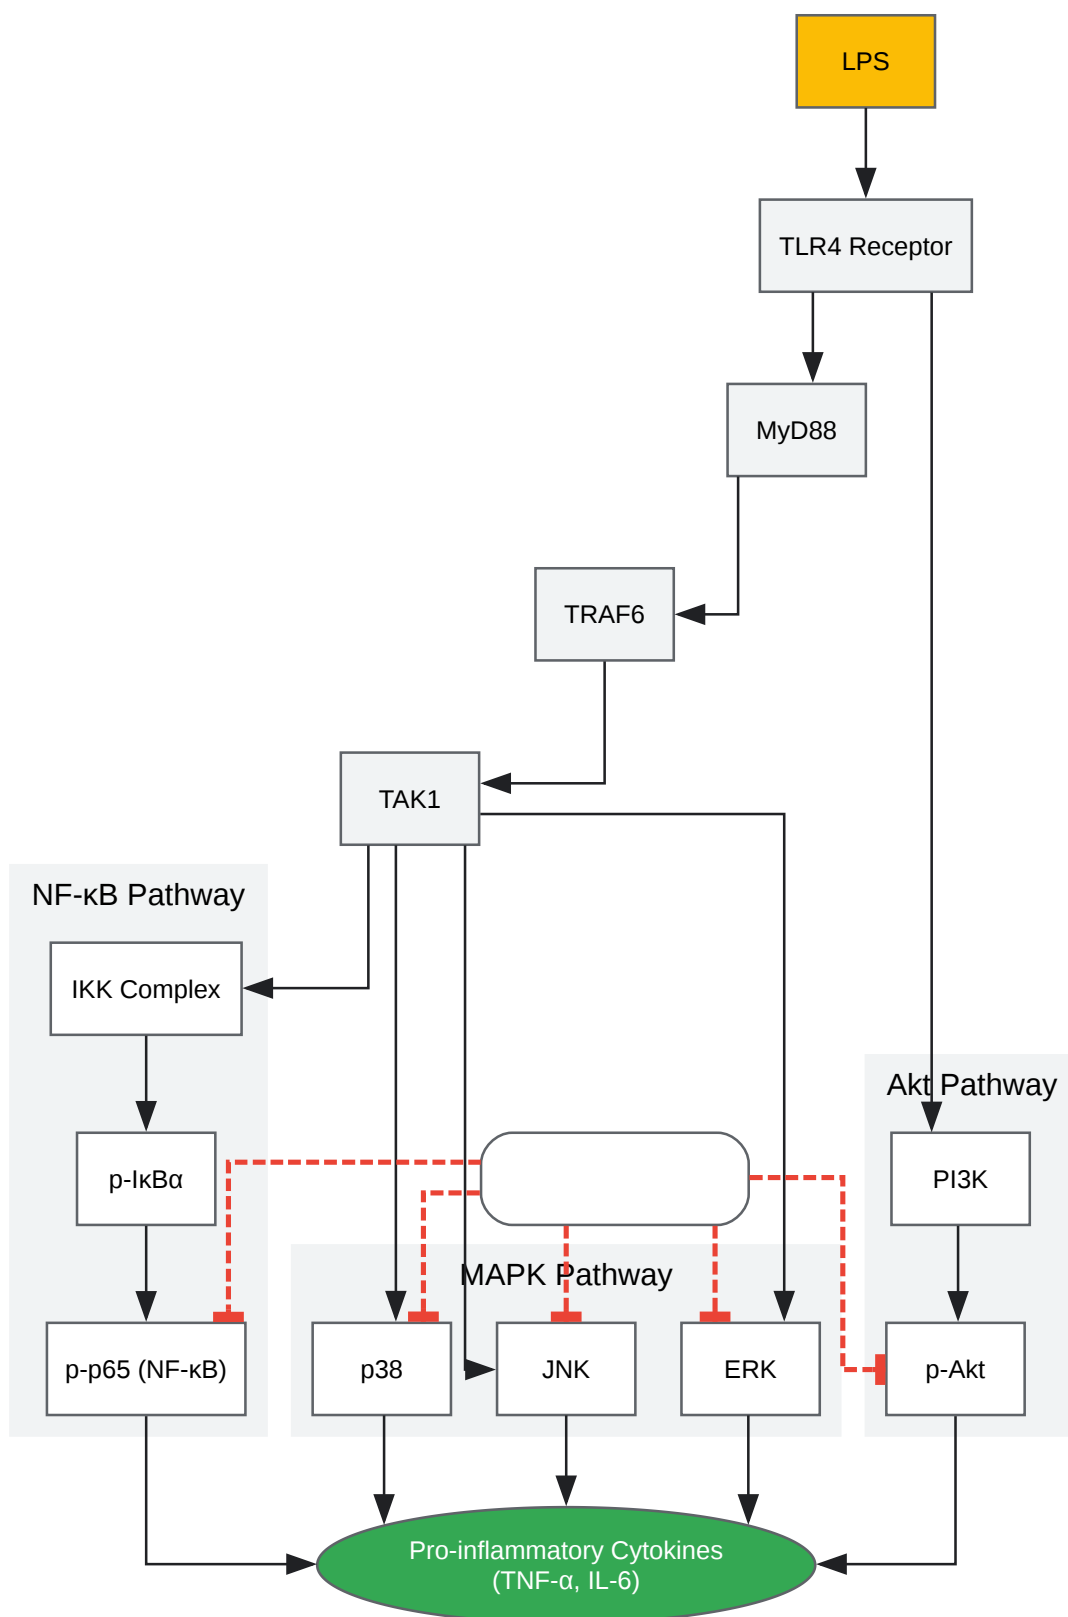 LPS
TLR4 Receptor
MyD88
TRAF6
TAK1
NF-κB Pathway
IKK Complex
Akt Pathway
p-IκBα
PI3K
MAPK Pathway
p-p65 (NF-κB)
p38
JNK
ERK
p-Akt
Pro-inflammatory Cytokines
(TNF-α, IL-6)